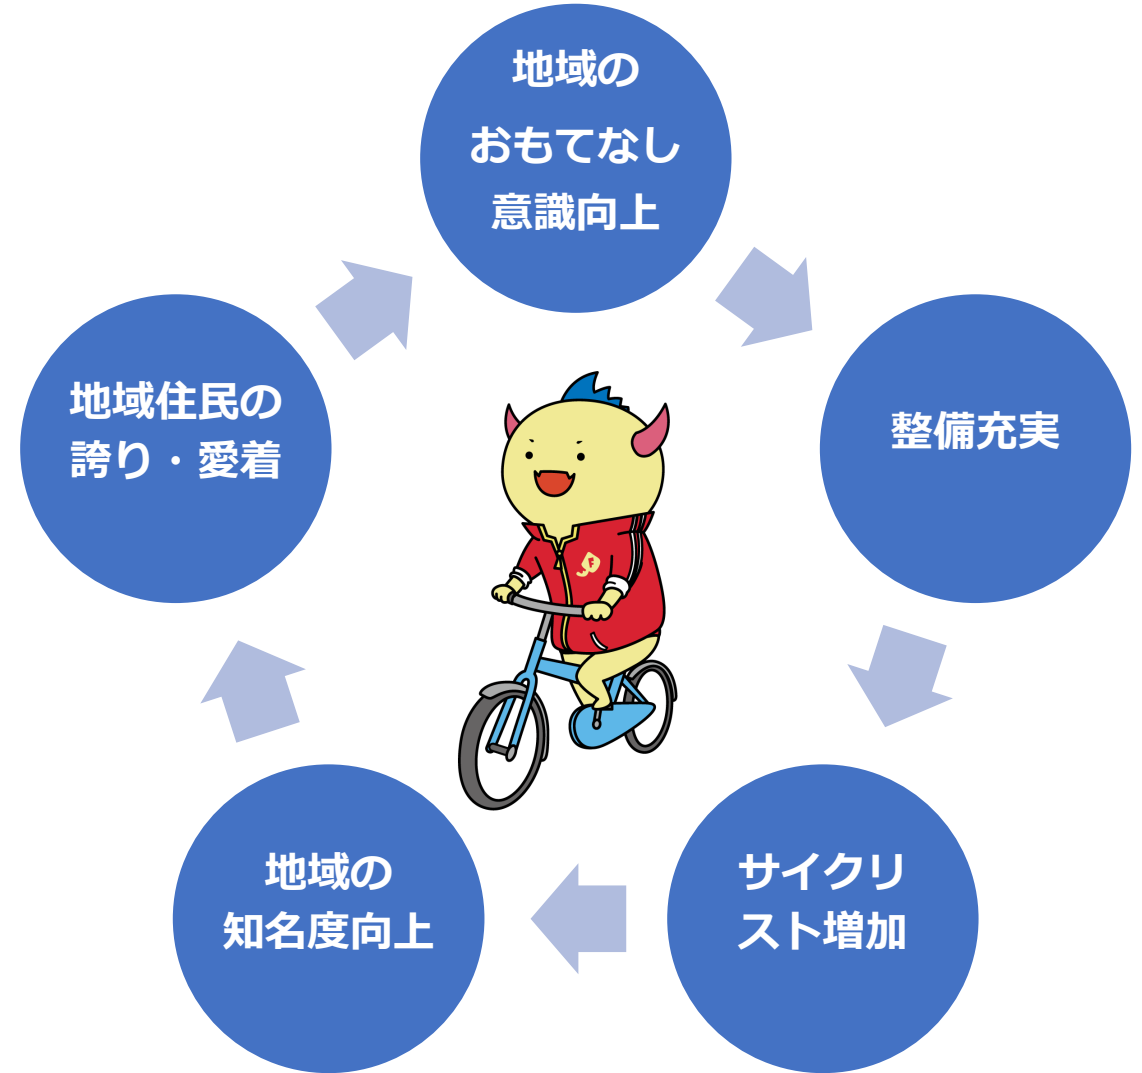 地域の
おもてなし
意識向上
整備充実
サイクリ
スト増加
地域の
知名度向上
地域住民の
誇り・愛着